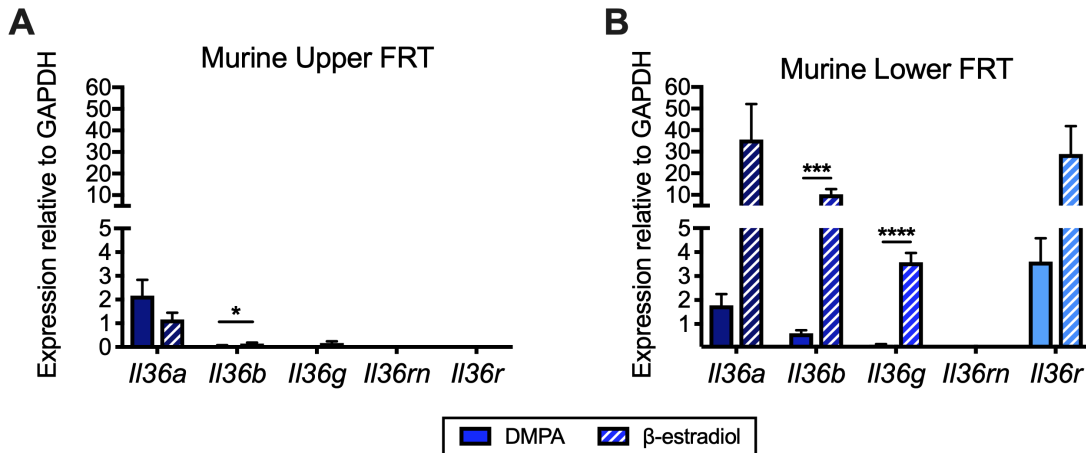 A
Murine Upper FRT
Expression relative to GAPDH
60
50
40
30
20
10
5
4
3
2
1
0
*
Il36a Il36b Il36g Il36rn Il36r
B
Murine Lower FRT
Expression relative to GAPDH
60
50
40
30
20
10
5
4
3
2
1
***
****
Il36a Il36b Il36g Il36rn Il36r
DMPA β-estradiol